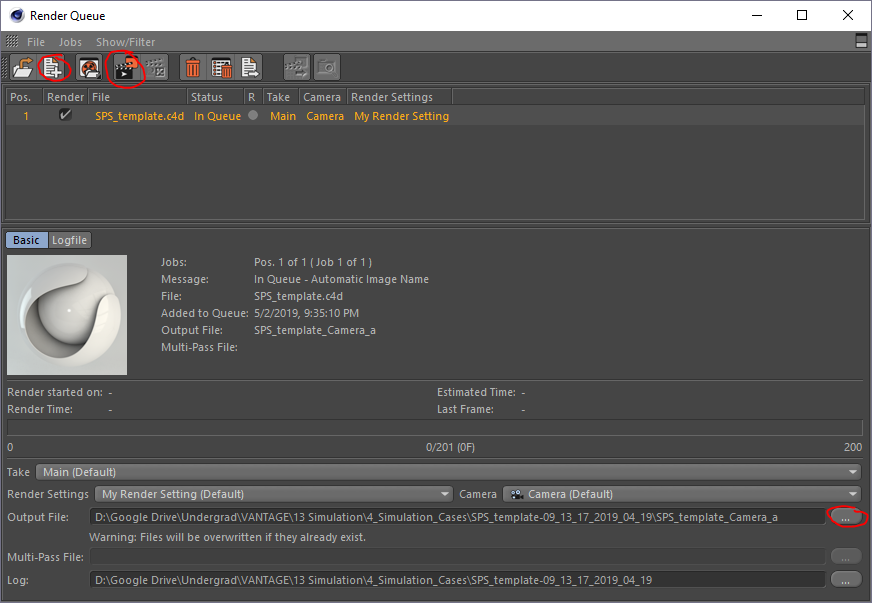 Render Queue
File Jobs Show/Filter
Pos. Render File Status R Take Camera Render Settings
1 SPS_template.c4d In Queue Main Camera My Render Setting
Basic Logfile
Jobs: Pos. 1 of 1 ( Job 1 of 1 )
Message: In Queue - Automatic Image Name
File: SPS_template.c4d
Added to Queue: 5/2/2019, 9:35:10 PM
Output File: SPS_template_Camera_a
Multi-Pass File:
Render started on: - Estimated Time: -
Render Time: - Last Frame: -
0 0/201 (0F) 200
Take Main (Default)
Render Settings My Render Setting (Default) Camera Camera (Default)
Output File: D:\Google Drive\Undergrad\VANTAGE\13 Simulation\4_Simulation_Cases\SPS_template-09_13_17_2019_04_19\SPS_template_Camera_a ...
Warning: Files will be overwritten if they already exist.
Multi-Pass File: ...
Log: D:\Google Drive\Undergrad\VANTAGE\13 Simulation\4_Simulation_Cases\SPS_template-09_13_17_2019_04_19 ...